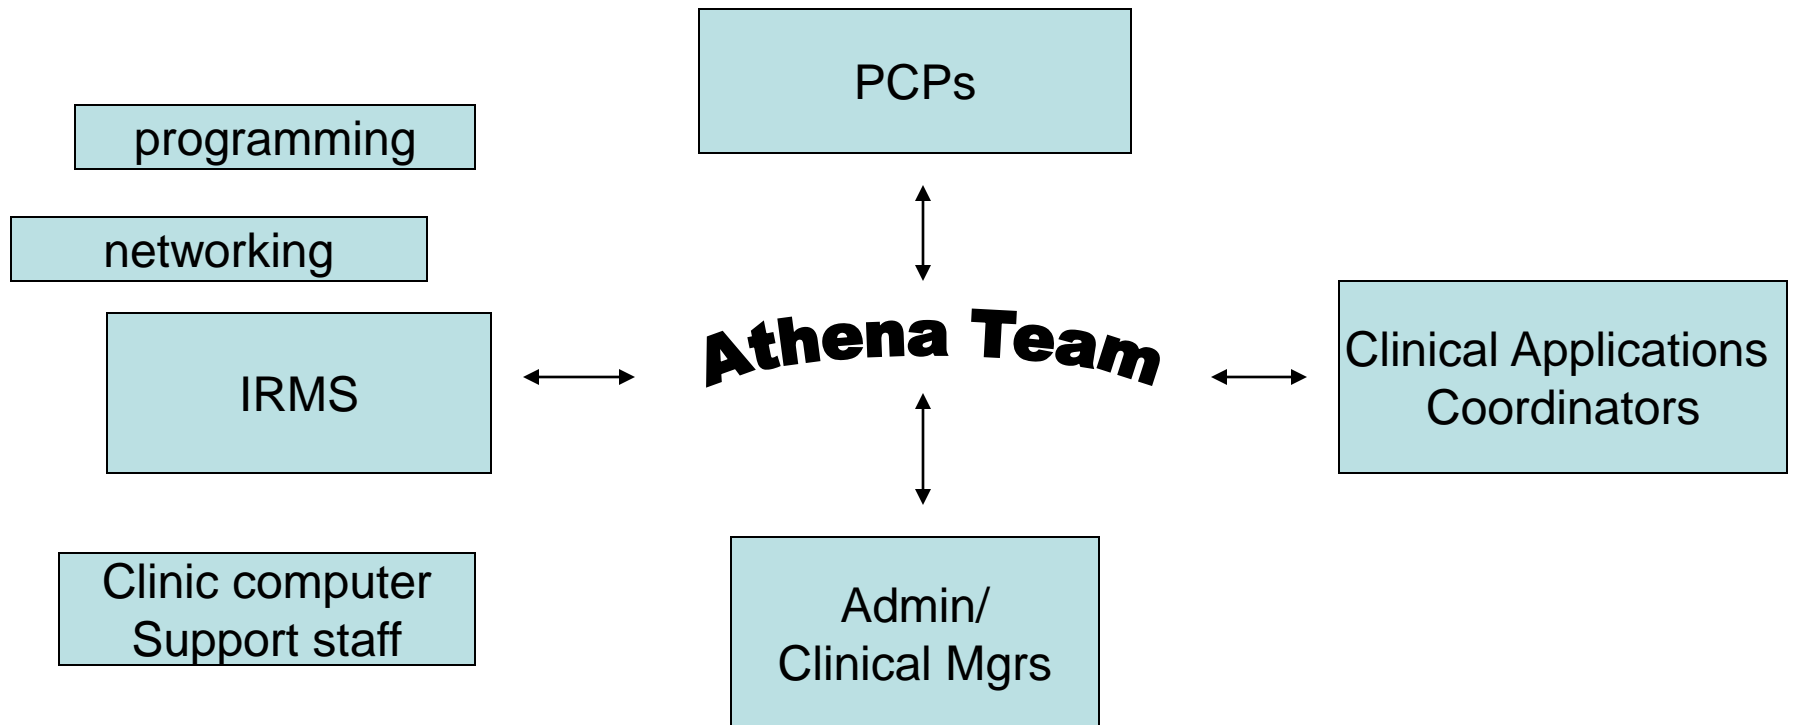 PCPs
programming
networking
Athena Team
IRMS
Clinical Applications
Coordinators
Clinic computer
Support staff
Admin/
Clinical Mgrs